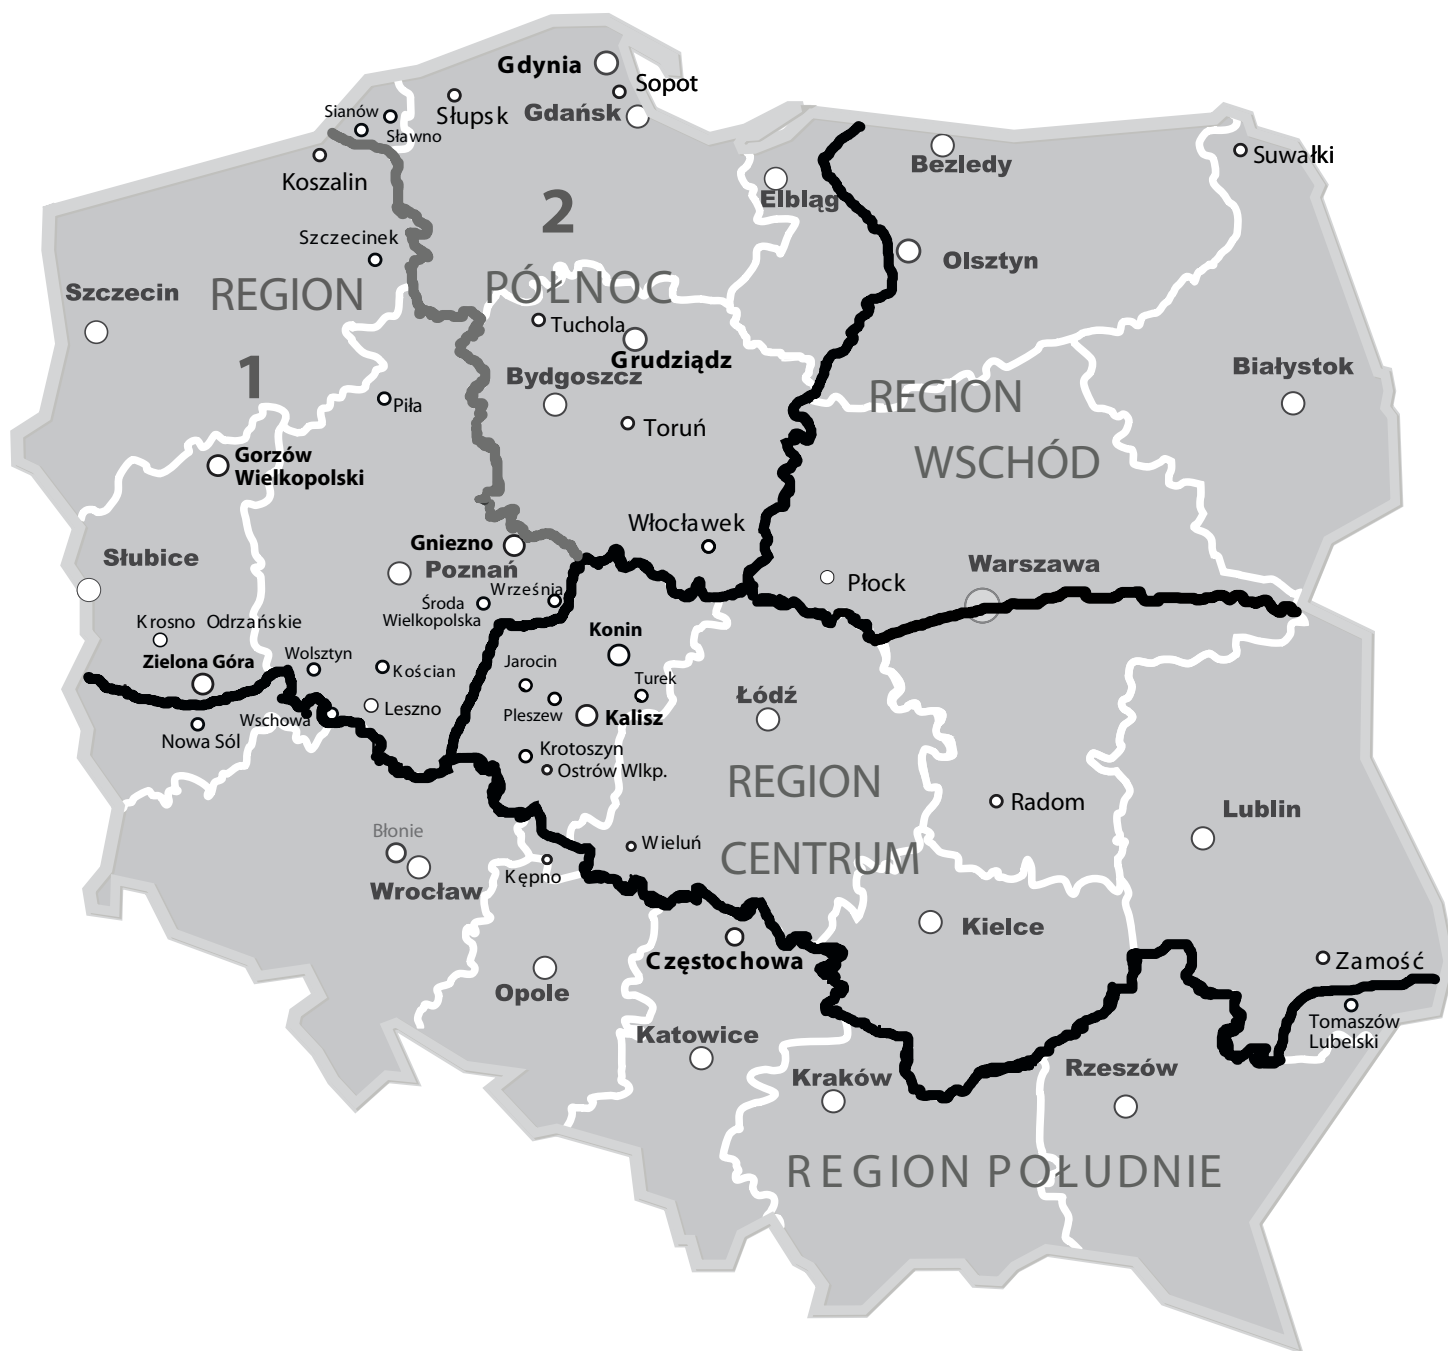 Gdynia
Sopot
Sianów
Słupsk
Gdańsk
Sławno
Koszalin
Bezledy
Suwałki
Elbląg
2
Szczecinek
Olsztyn
Szczecin
REGION
PÓŁNOC
Tuchola
Grudziądz
1
Bydgoszcz
Białystok
REGION
Piła
Toruń
WSCHÓD
Gorzów
Wielkopolski
Włocławek
Gniezno
Słubice
Poznań
Warszawa
Płock
Września
Środa
Wielkopolska
Krosno Odrzańskie
Konin
Zielona Góra
Wolsztyn
Kościan
Jarocin
Turek
Łódź
Wschowa
Leszno
Pleszew
Kalisz
Nowa Sól
Krotoszyn
Ostrów Wlkp.
REGION
Radom
Lublin
Błonie
Wieluń
CENTRUM
Kępno
Wrocław
Kielce
Częstochowa
Zamość
Opole
Tomaszów
Lubelski
Katowice
Kraków
Rzeszów
REGION POŁUDNIE